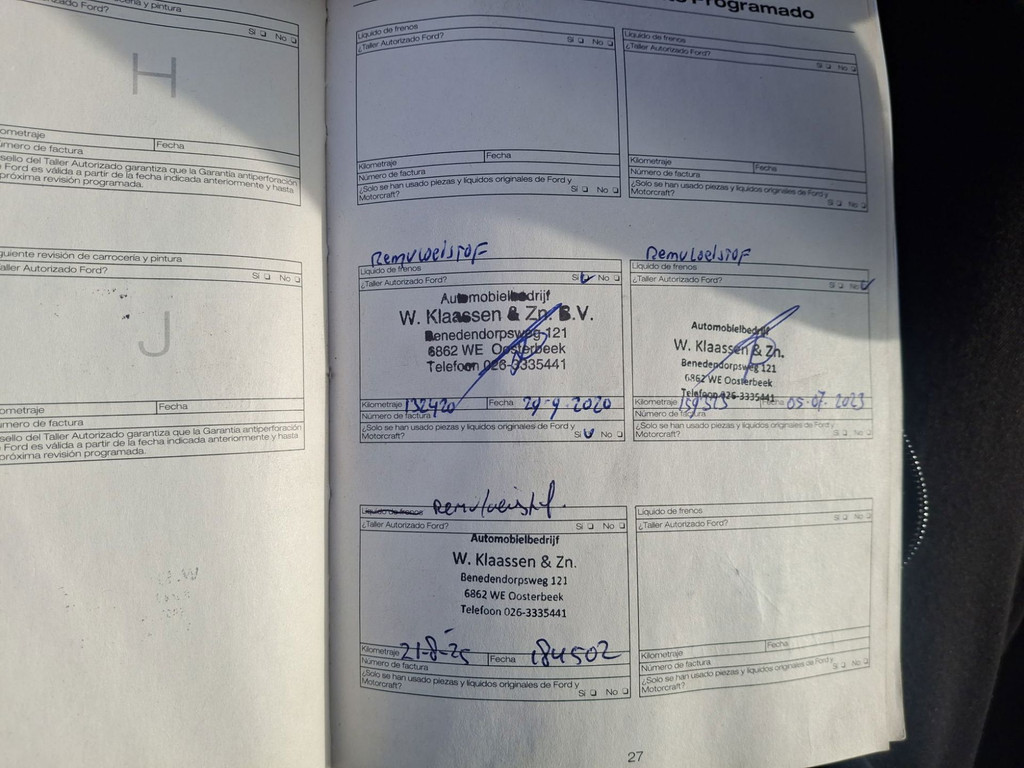 zado Ford?
ería y pintura
Sí No
H
ometraje
Fecha
úmero de factura
sello del Taller Autorizado garantiza que la Garantía antiperforación
Ford es válida a partir de la fecha indicada anteriormente y hasta
próxima revisión programada.
guiente revisión de carrocería y pintura
Taller Autorizado Ford?
Sí No
J
ometraje
Fecha
úmero de factura
sello del Taller Autorizado garantiza que la Garantía antiperforación
Ford es válida a partir de la fecha indicada anteriormente y hasta
próxima revisión programada.
Programado
Líquido de frenos
¿Taller Autorizado Ford?
Sí No
Kilometraje
Fecha
Número de factura
¿Solo se han usado piezas y líquidos originales de Ford y
Motorcraft?
Sí No
Líquido de frenos
¿Taller Autorizado Ford?
Sí No
Kilometraje
Fecha
Número de factura
¿Solo se han usado piezas y líquidos originales de Ford y
Motorcraft?
Sí No
Remvloeistof
Líquido de frenos
¿Taller Autorizado Ford?
Sí No
Automobielbedrijf
W. Klaassen & Zn. B.V.
Benedendorpsweg 121
6862 WE Oosterbeek
Telefoon 026-3335441
Kilometraje 132420
Fecha 29-9-2020
Número de factura
¿Solo se han usado piezas y líquidos originales de Ford y
Motorcraft?
Sí No
Remvloeistof
Líquido de frenos
¿Taller Autorizado Ford?
Sí No
Automobielbedrijf
W. Klaassen & Zn.
Benedendorpsweg 121
6862 WE Oosterbeek
Telefoon 026-3335441
Kilometraje
Fecha 05-07-2023
Número de factura
¿Solo se han usado piezas y líquidos originales de Ford y
Motorcraft?
Sí No
Remvloeistof
Líquido de frenos
¿Taller Autorizado Ford?
Sí No
Automobielbedrijf
W. Klaassen & Zn.
Benedendorpsweg 121
6862 WE Oosterbeek
Telefoon 026-3335441
Kilometraje 21-8-25
Fecha 184502
Número de factura
¿Solo se han usado piezas y líquidos originales de Ford y
Motorcraft?
Sí No
Líquido de frenos
¿Taller Autorizado Ford?
Sí No
Kilometraje
Fecha
Número de factura
¿Solo se han usado piezas y líquidos originales de Ford y
Motorcraft?
Sí No
27